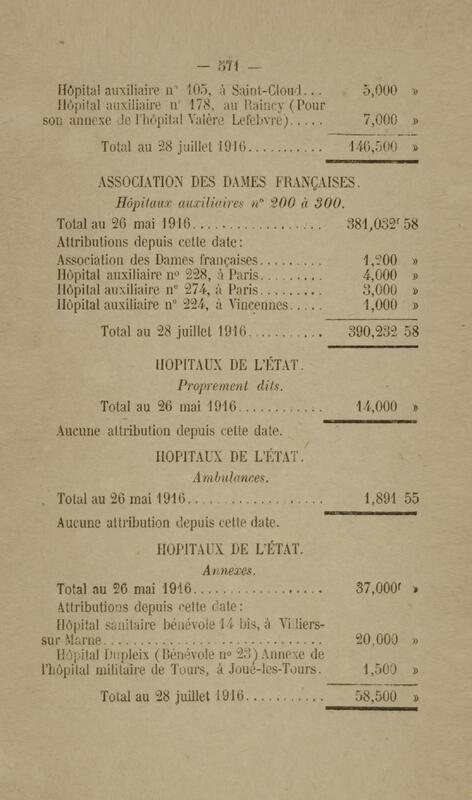 — 571 —
Hôpital auxiliaire n° 105, à Saint-Cloud... 5,000 »
Hôpital auxiliaire n° 178, au Raincy (Pour
son annexe de l'hôpital Valère Lefebvre)..... 7,000 »
Total au 28 juillet 1916........... 146,500 »
ASSOCIATION DES DAMES FRANÇAISES.
Hôpitaux auxiliaires n° 200 à 300.
Total au 26 mai 1916.................. 381,032f 58
Attributions depuis cette date:
Association des Dames françaises......... 1,200 »
Hôpital auxiliaire n° 228, à Paris......... 4,000 »
Hôpital auxiliaire n° 274, à Paris......... 3,000 »
Hôpital auxiliaire n° 224, à Vincennes..... 1,000 »
Total au 28 juillet 1916........... 390,232 58
HOPITAUX DE L'ÉTAT.
Proprement dits.
Total au 26 mai 1916............ 14,000 »
Aucune attribution depuis cette date.
HOPITAUX DE L'ÉTAT.
Ambulances.
Total au 26 mai 1916................... 1,891 55
Aucune attribution depuis cette date.
HOPITAUX DE L'ÉTAT.
Annexes.
Total au 26 mai 1916.................. 37,000f »
Attributions depuis cette date:
Hôpital sanitaire bénévole 14 bis, à Villiers-
sur Marne.............................. 20,000 »
Hôpital Dupleix (Bénévole n° 23) Annexe de
l'hôpital militaire de Tours, à Joué-les-Tours. 1,500 »
Total au 28 juillet 1916........... 58,500 »